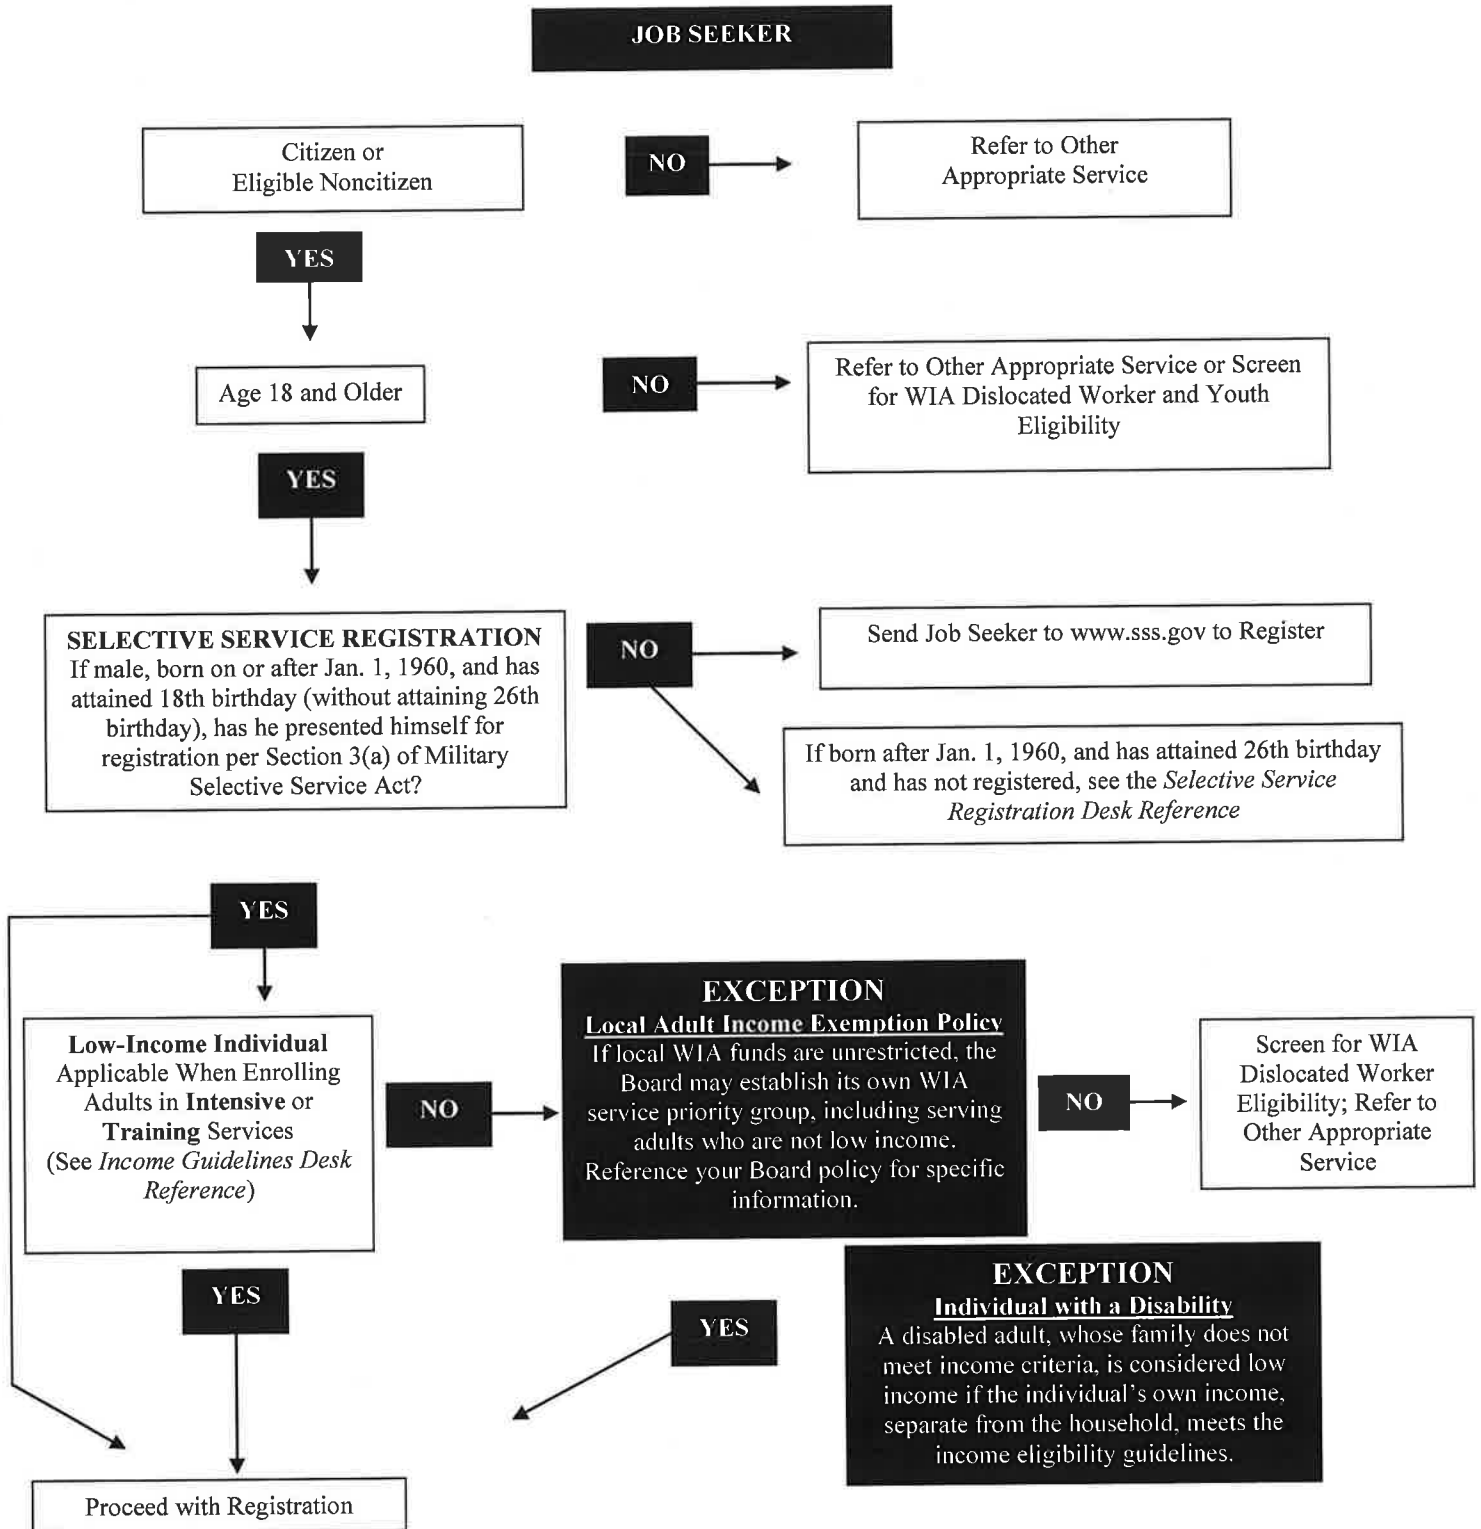 JOB SEEKER
Citizen or
Eligible Noncitizen
NO
Refer to Other
Appropriate Service
YES
Age 18 and Older
NO
Refer to Other Appropriate Service or Screen
for WIA Dislocated Worker and Youth
Eligibility
YES
SELECTIVE SERVICE REGISTRATION
If male, born on or after Jan. 1, 1960, and has
attained 18th birthday (without attaining 26th
birthday), has he presented himself for
registration per Section 3(a) of Military
Selective Service Act?
NO
Send Job Seeker to www.sss.gov to Register
If born after Jan. 1, 1960, and has attained 26th birthday
and has not registered, see the Selective Service
Registration Desk Reference
YES
Low-Income Individual
Applicable When Enrolling
Adults in Intensive or
Training Services
(See Income Guidelines Desk
Reference)
NO
EXCEPTION
Local Adult Income Exemption Policy
If local WIA funds are unrestricted, the
Board may establish its own WIA
service priority group, including serving
adults who are not low income.
Reference your Board policy for specific
information.
NO
Screen for WIA
Dislocated Worker
Eligibility; Refer to
Other Appropriate
Service
YES
YES
EXCEPTION
Individual with a Disability
A disabled adult, whose family does not
meet income criteria, is considered low
income if the individual's own income,
separate from the household, meets the
income eligibility guidelines.
Proceed with Registration